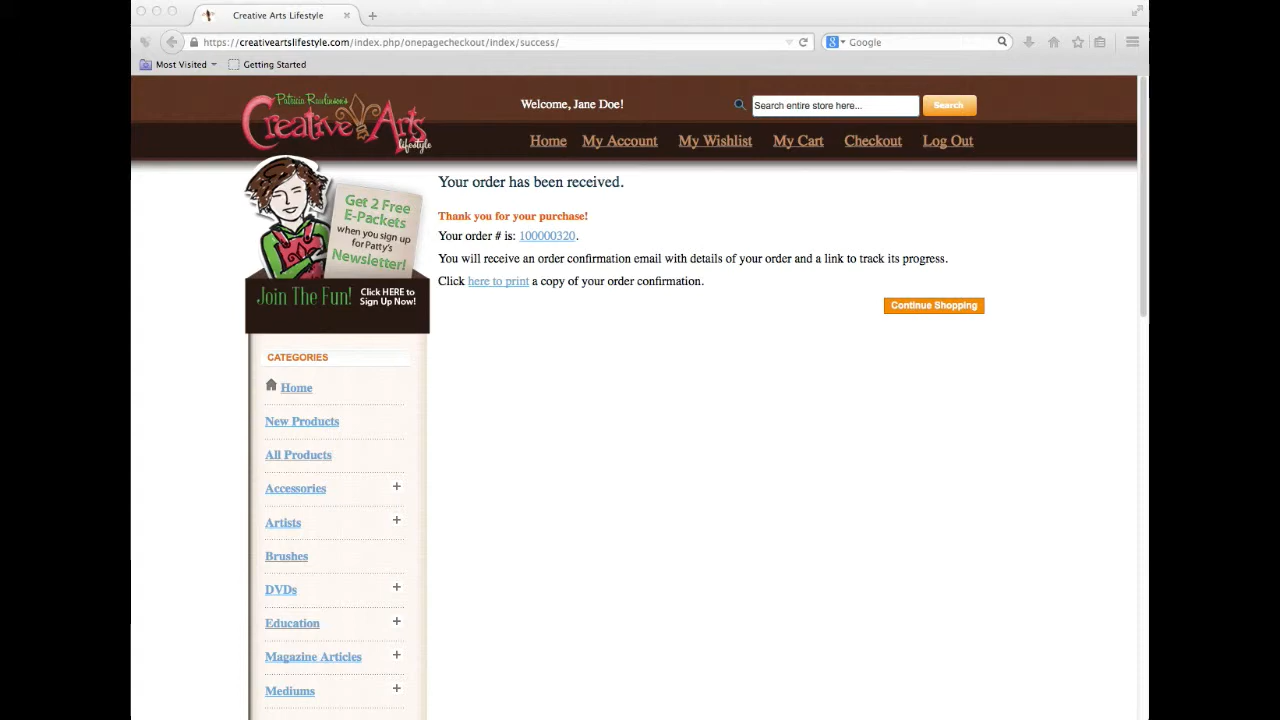 Creative Arts Lifestyle
https://creativeartslifestyle.com/index.php/onepagecheckout/index/success/
Google
Most Visited
Getting Started
Patricia Rawlinson's
Creative Arts
lifestyle
Welcome, Jane Doe!
Search entire store here...
Search
Home My Account My Wishlist My Cart Checkout Log Out
Get 2 Free
E-Packets
when you sign up
for Patty's
Newsletter!
Join The Fun!
Click HERE to
Sign Up Now!
Your order has been received.
Thank you for your purchase!
Your order # is: 100000320.
You will receive an order confirmation email with details of your order and a link to track its progress.
Click here to print a copy of your order confirmation.
Continue Shopping
CATEGORIES
Home
New Products
All Products
Accessories +
Artists +
Brushes
DVDs +
Education +
Magazine Articles +
Mediums +